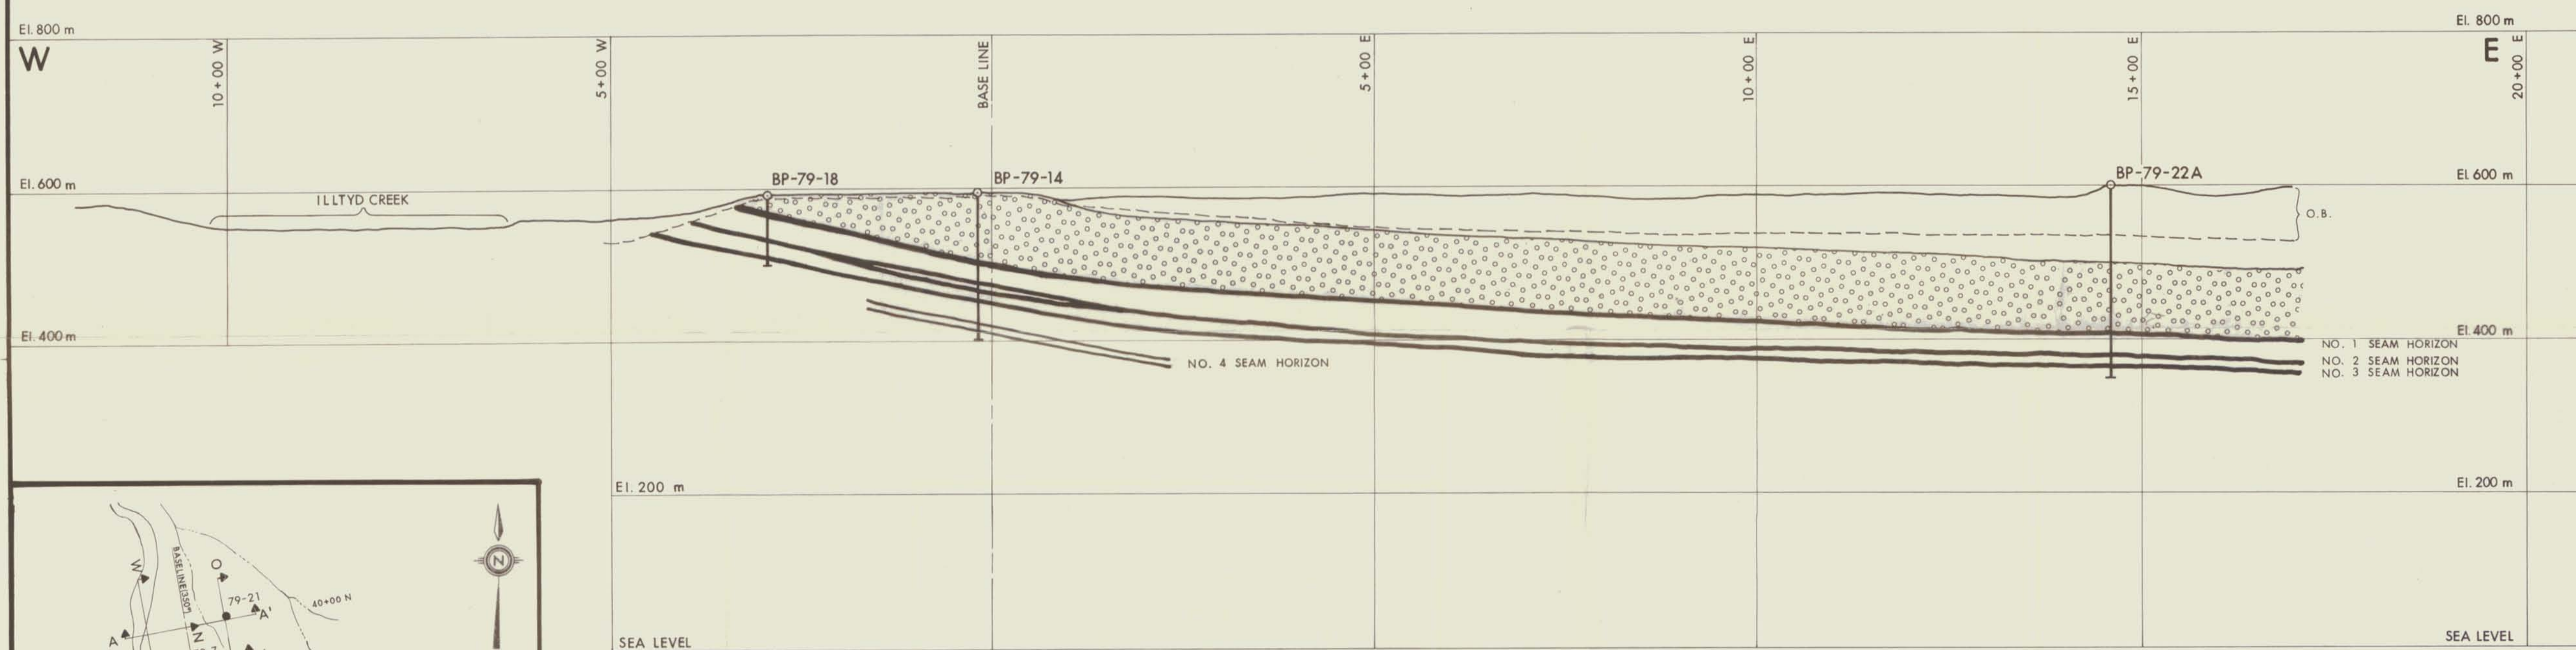 El. 800 m
El. 800 m
W
10+00 W
5+00 W
BASE LINE
5+00 E
10+00 E
15+00 E
E
20+00 E
BP-79-18
BP-79-14
BP-79-22A
El. 600 m
El. 600 m
ILLTYD CREEK
O.B.
El. 400 m
El. 400 m
NO. 1 SEAM HORIZON
NO. 2 SEAM HORIZON
NO. 3 SEAM HORIZON
NO. 4 SEAM HORIZON
El. 200 m
El. 200 m
N
W
BASELINE(350°)
O
79-21
A'
40+00 N
A
N
SEA LEVEL
SEA LEVEL